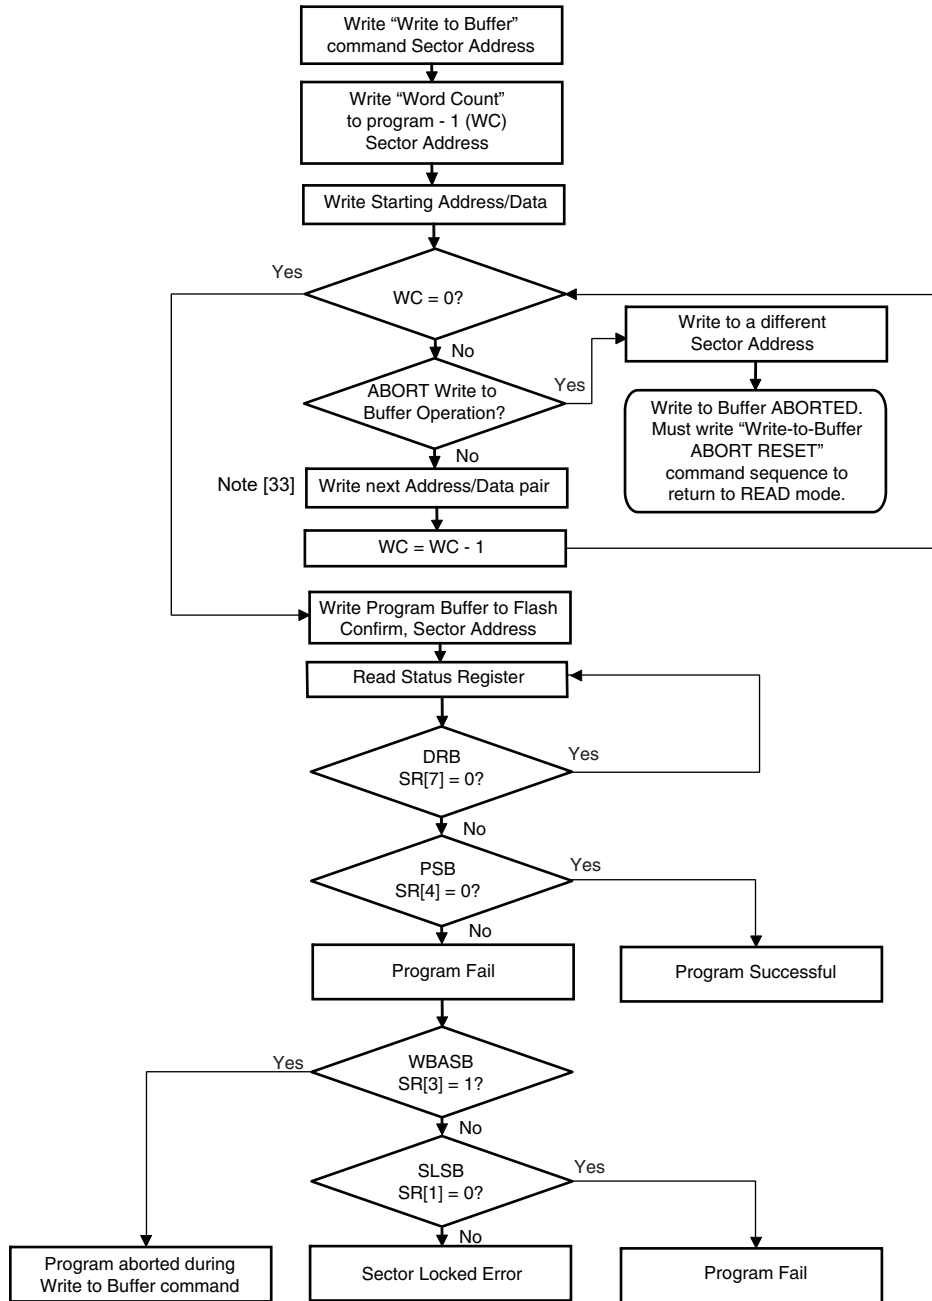 Write “Write to Buffer”
command Sector Address
Write “Word Count”
to program - 1 (WC)
Sector Address
Write Starting Address/Data
Yes
WC = 0?
No
Write to a different
Sector Address
ABORT Write to
Buffer Operation?
Yes
No
Write to Buffer ABORTED.
Must write “Write-to-Buffer
ABORT RESET”
command sequence to
return to READ mode.
Note [33]
Write next Address/Data pair
WC = WC - 1
Write Program Buffer to Flash
Confirm, Sector Address
Read Status Register
DRB
SR[7] = 0?
Yes
No
PSB
SR[4] = 0?
Yes
No
Program Fail
Program Successful
Yes
WBASB
SR[3] = 1?
No
SLSB
SR[1] = 0?
Yes
No
Program aborted during
Write to Buffer command
Sector Locked Error
Program Fail